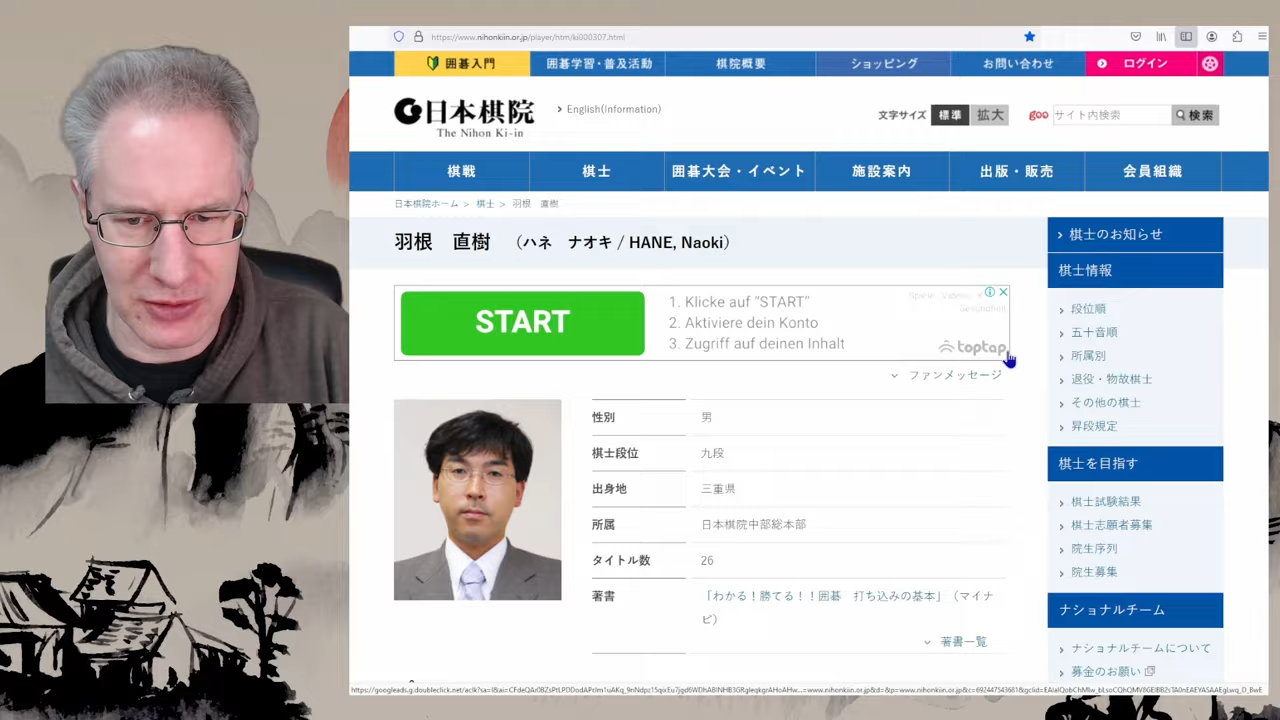 https://www.nihonkiin.or.jp/player/htm/ki000307.html
囲碁入門
囲碁学習・普及活動
棋院概要
ショッピング
お問い合わせ
ログイン
日本棋院
The Nihon Ki-in
English(Information)
文字サイズ 標準 拡大
goo サイト内検索 検索
棋戦
棋士
囲碁大会・イベント
施設案内
出版・販売
会員組織
日本棋院ホーム > 棋士 > 羽根 直樹
羽根 直樹 （ハネ ナオキ / HANE, Naoki）
START
1. Klicke auf "START"
2. Aktiviere dein Konto
3. Zugriff auf deinen Inhalt
toptap
ファンメッセージ
性別 男
棋士段位 九段
出身地 三重県
所属 日本棋院中部総本部
タイトル数 26
著書 「わかる！勝てる！！囲碁 打ち込みの基本」（マイナ
ビ）
著書一覧
棋士のお知らせ
棋士情報
段位順
五十音順
所属別
退役・物故棋士
その他の棋士
昇段規定
棋士を目指す
棋士試験結果
棋士志願者募集
院生序列
院生募集
ナショナルチーム
ナショナルチームについて
募金のお願い